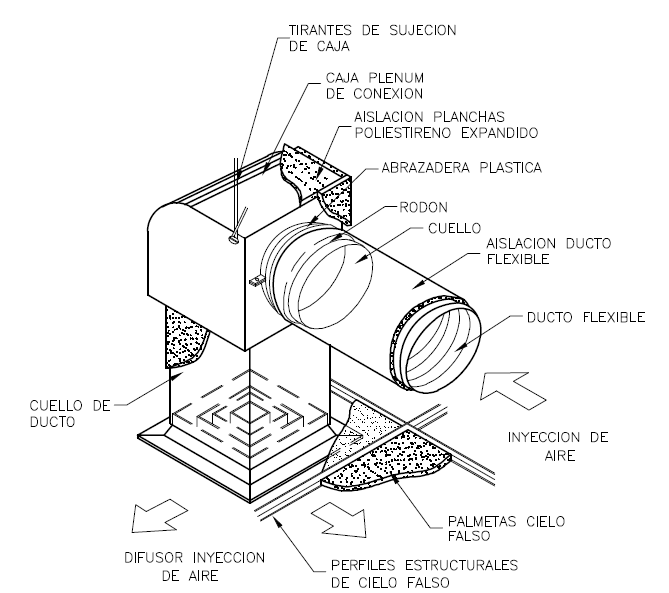 TIRANTES DE SUJECION
DE CAJA
CAJA PLENUM
DE CONEXION
AISLACION PLANCHAS
POLIESTIRENO EXPANDIDO
ABRAZADERA PLASTICA
RODON
CUELLO
AISLACION DUCTO
FLEXIBLE
DUCTO FLEXIBLE
CUELLO DE
DUCTO
INYECCION DE
AIRE
PALMETAS CIELO
FALSO
DIFUSOR INYECCION
DE AIRE
PERFILES ESTRUCTURALES
DE CIELO FALSO